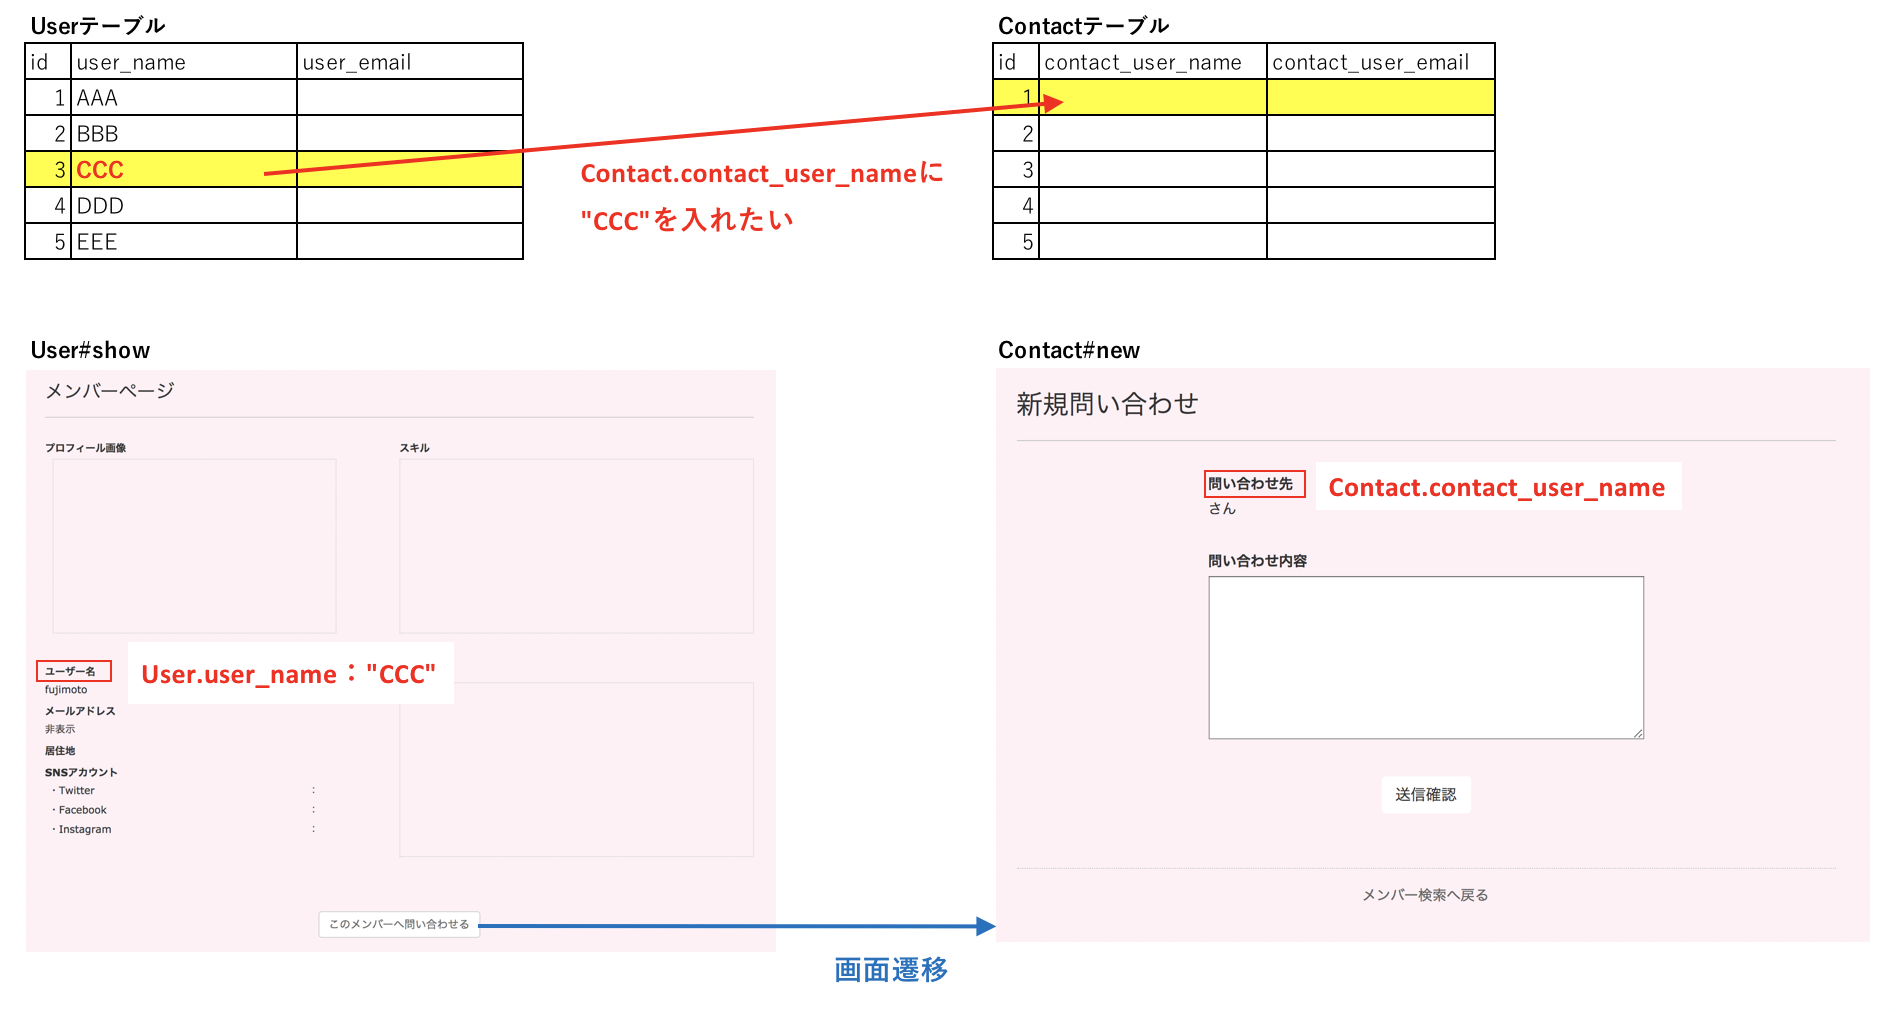 Userテーブル
id user_name user_email
1 AAA
2 BBB
3 CCC
4 DDD
5 EEE
Contactテーブル
id contact_user_name contact_user_email
1
2
3
4
5
Contact.contact_user_nameに
"CCC"を入れたい
User#show
メンバーページ
プロフィール画像
スキル
ユーザー名
fujimoto
User.user_name："CCC"
メールアドレス
非表示
居住地
SNSアカウント
・Twitter :
・Facebook :
・Instagram :
このメンバーへ問い合わせる
画面遷移
Contact#new
新規問い合わせ
問い合わせ先
Contact.contact_user_name
さん
問い合わせ内容
送信確認
メンバー検索へ戻る